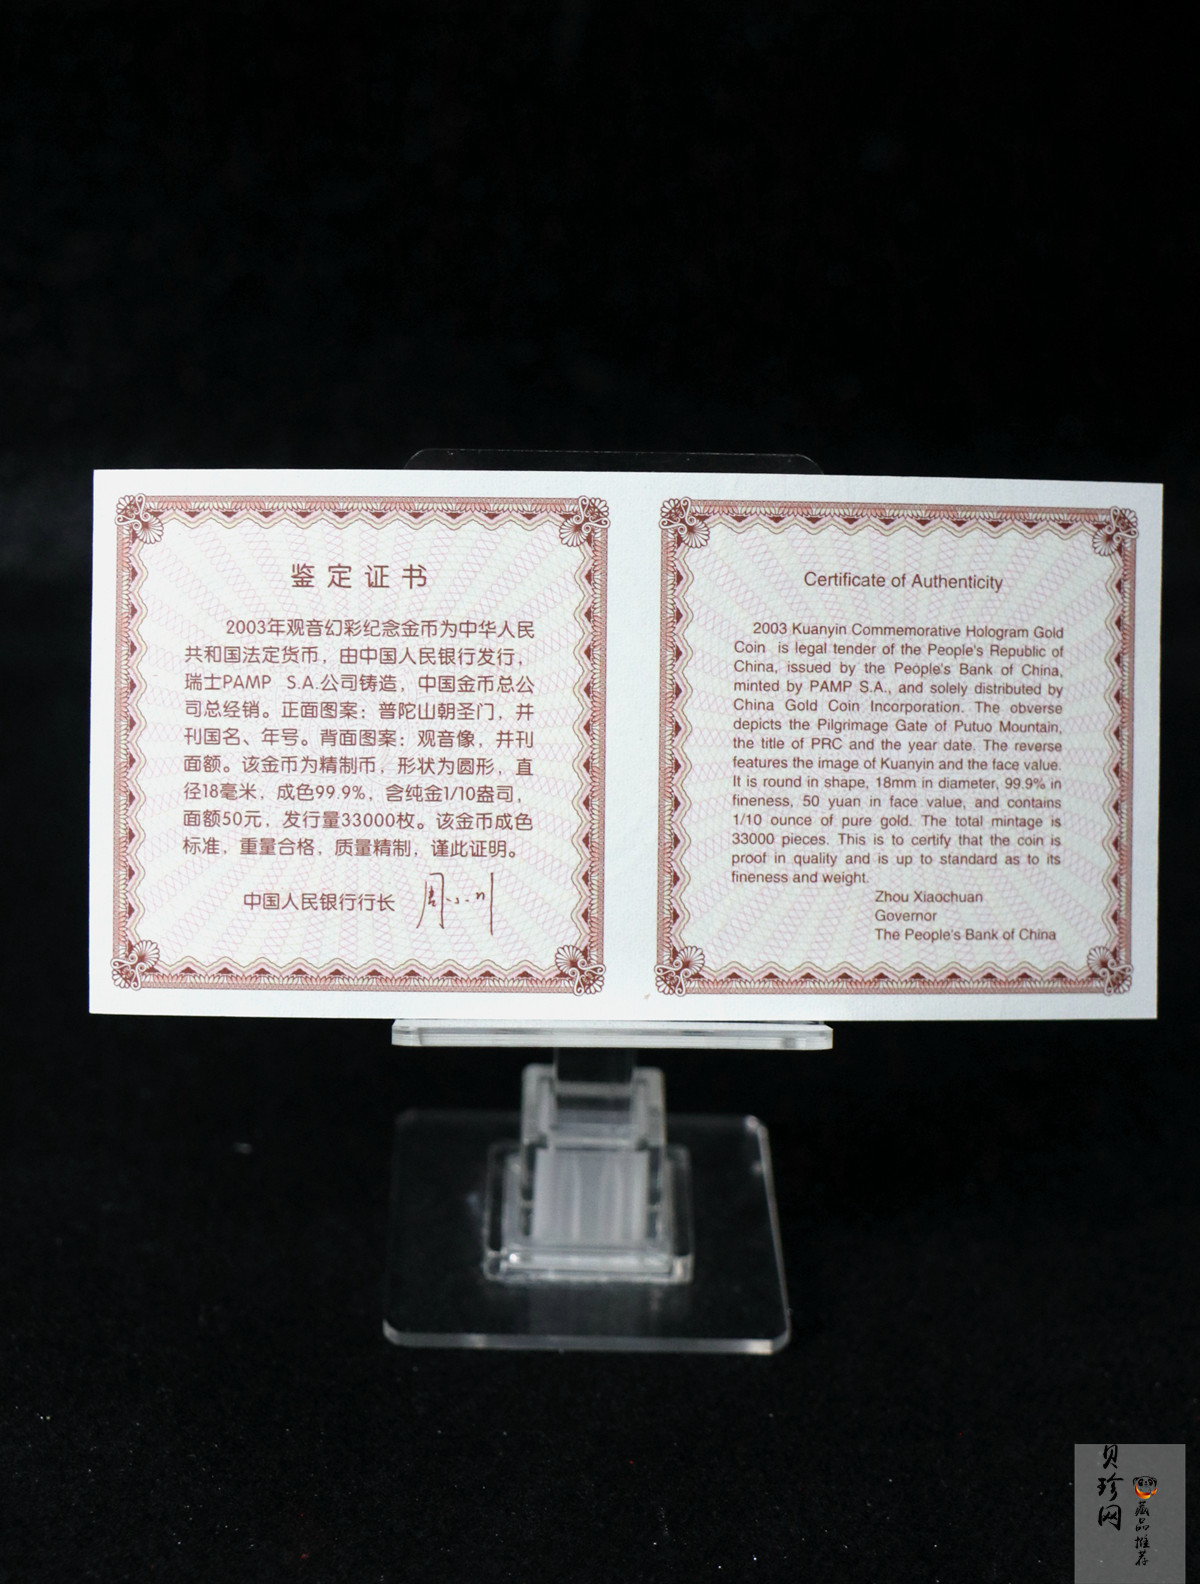 鉴定证书
2003年观音幻彩纪念金币为中华人民
共和国法定货币，由中国人民银行发行，
瑞士PAMP S.A.公司铸造，中国金币总公
司总经销。正面图案：普陀山朝圣门，并
刊国名、年号。背面图案：观音像，并刊
面额。该金币为精制币，形状为圆形，直
径18毫米，成色99.9%，含纯金1/10盎司，
面额50元，发行量33000枚。该金币成色
标准，重量合格，质量精制，谨此证明。
中国人民银行行长 周小川
Certificate of Authenticity
2003 Kuanyin Commemorative Hologram Gold
Coin is legal tender of the People's Republic of
China, issued by the People's Bank of China,
minted by PAMP S.A., and solely distributed by
China Gold Coin Incorporation. The obverse
depicts the Pilgrimage Gate of Putuo Mountain,
the title of PRC and the year date. The reverse
features the image of Kuanyin and the face value.
It is round in shape, 18mm in diameter, 99.9% in
fineness, 50 yuan in face value, and contains
1/10 ounce of pure gold. The total mintage is
33000 pieces. This is to certify that the coin is
proof in quality and is up to standard as to its
fineness and weight.
Zhou Xiaochuan
Governor
The People's Bank of China
贝珍网
藏品推荐